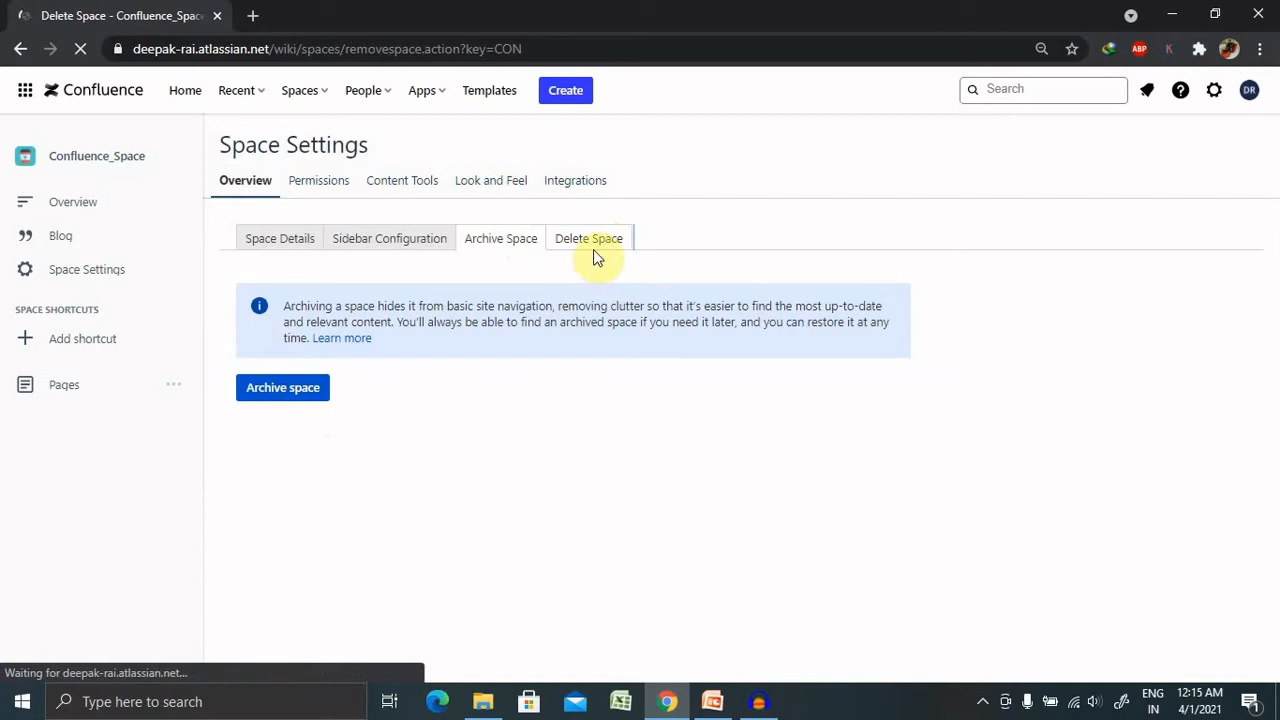 Delete Space - Confluence_Spac
deepak-rai.atlassian.net/wiki/spaces/removespace.action?key=CON
ABP
K
Confluence
Home
Recent
Spaces
People
Apps
Templates
Create
Search
DR
Confluence_Space
Overview
Blog
Space Settings
SPACE SHORTCUTS
Add shortcut
Pages
Space Settings
Overview
Permissions
Content Tools
Look and Feel
Integrations
Space Details
Sidebar Configuration
Archive Space
Delete Space
Archiving a space hides it from basic site navigation, removing clutter so that it's easier to find the most up-to-date
and relevant content. You'll always be able to find an archived space if you need it later, and you can restore it at any
time. Learn more
Archive space
Waiting for deepak-rai.atlassian.net...
Type here to search
ENG
IN
12:15 AM
4/1/2021
1